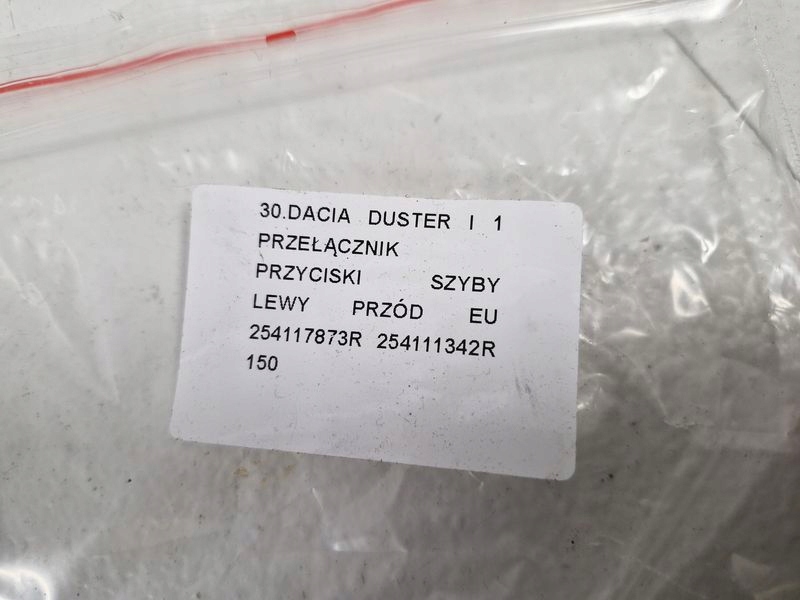 30.DACIA DUSTER I 1
PRZEŁĄCZNIK
PRZYCISKI SZYBY
LEWY PRZÓD EU
254117873R 254111342R
150